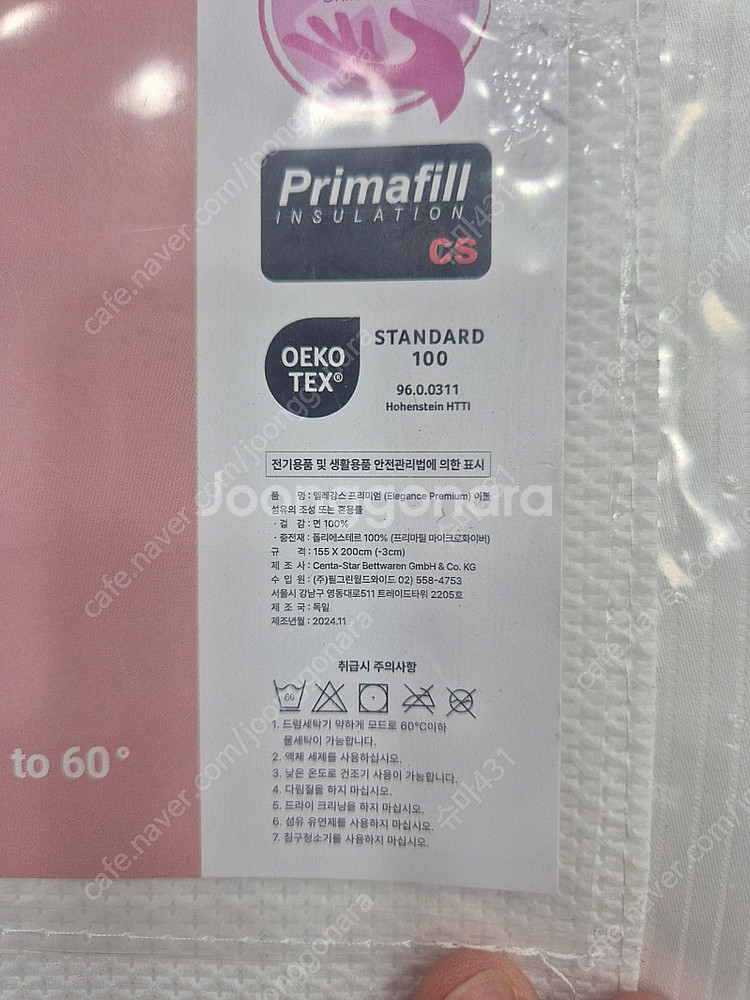 Primafill
INSULATION
CS
OEKO
TEX®
STANDARD
100
96.0.0311
Hohenstein HTTI
전기용품 및 생활용품 안전관리법에 의한 표시
품 명 : 엘레강스 프리미엄 (Elegance Premium) 이불
섬유의 조성 또는 혼용률
· 겉 감 : 면 100%
· 충전재 : 폴리에스테르 100% (프리마필 마이크로화이버)
규 격 : 155 X 200cm (-3cm)
제 조 사 : Centa-Star Bettwaren GmbH & Co. KG
수 입 원 : (주)필그린월드와이드 02) 558-4753
서울시 강남구 영동대로511 트레이드타워 2205호
제 조 국 : 독일
제조년월 : 2024.11
취급시 주의사항
60
1. 드럼세탁기 약하게 모드로 60℃이하
물세탁이 가능합니다.
2. 액체 세제를 사용하십시오.
3. 낮은 온도로 건조기 사용이 가능합니다.
4. 다림질을 하지 마십시오.
5. 드라이 크리닝을 하지 마십시오.
6. 섬유 유연제를 사용하지 마십시오.
7. 침구청소기를 사용하지 마십시오.
to 60°
Joonggonara
cafe.naver.com/joonggonara
슈마431